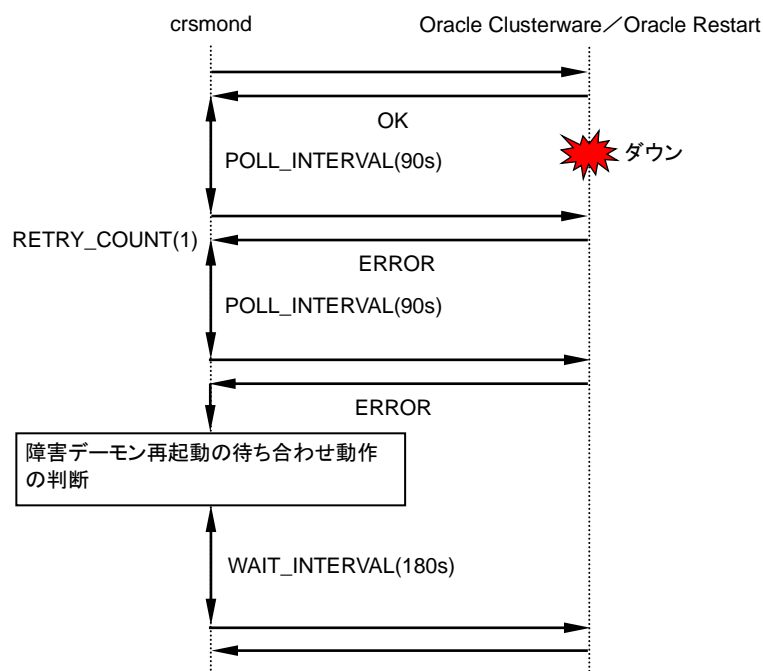 crsmond
Oracle Clusterware／Oracle Restart
OK
ダウン
POLL_INTERVAL(90s)
RETRY_COUNT(1)
ERROR
POLL_INTERVAL(90s)
ERROR
障害デーモン再起動の待ち合わせ動作
の判断
WAIT_INTERVAL(180s)